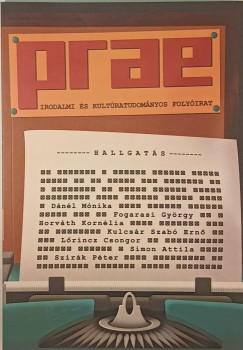 prae
IRODALMI ÉS KULTÚRATUDOMÁNYOS FOLYÓIRAT
-------- HALLGATÁS --------
Dánél Mónika
Fogarasi György
Horváth Kornélia
Kulcsár Szabó Ernő
Lőrincz Csongor Simon Attila
Szirák Péter